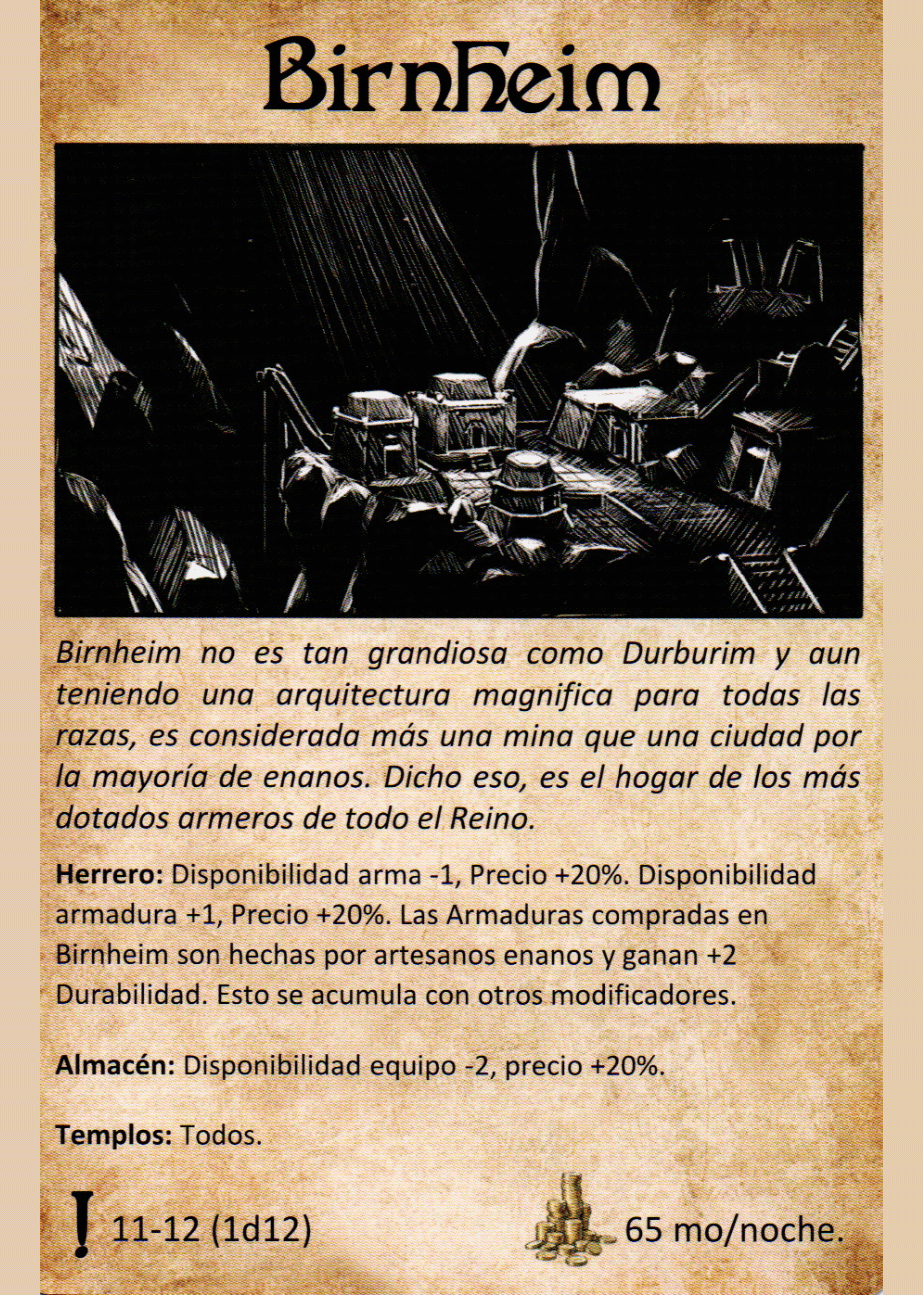 Birnheim
Birnheim no es tan grandiosa como Durburim y aun
teniendo una arquitectura magnifica para todas las
razas, es considerada más una mina que una ciudad por
la mayoría de enanos. Dicho eso, es el hogar de los más
dotados armeros de todo el Reino.
Herrero: Disponibilidad arma -1, Precio +20%. Disponibilidad
armadura +1, Precio +20%. Las Armaduras compradas en
Birnheim son hechas por artesanos enanos y ganan +2
Durabilidad. Esto se acumula con otros modificadores.
Almacén: Disponibilidad equipo -2, precio +20%.
Templos: Todos.
! 11-12 (1d12)
65 mo/noche.